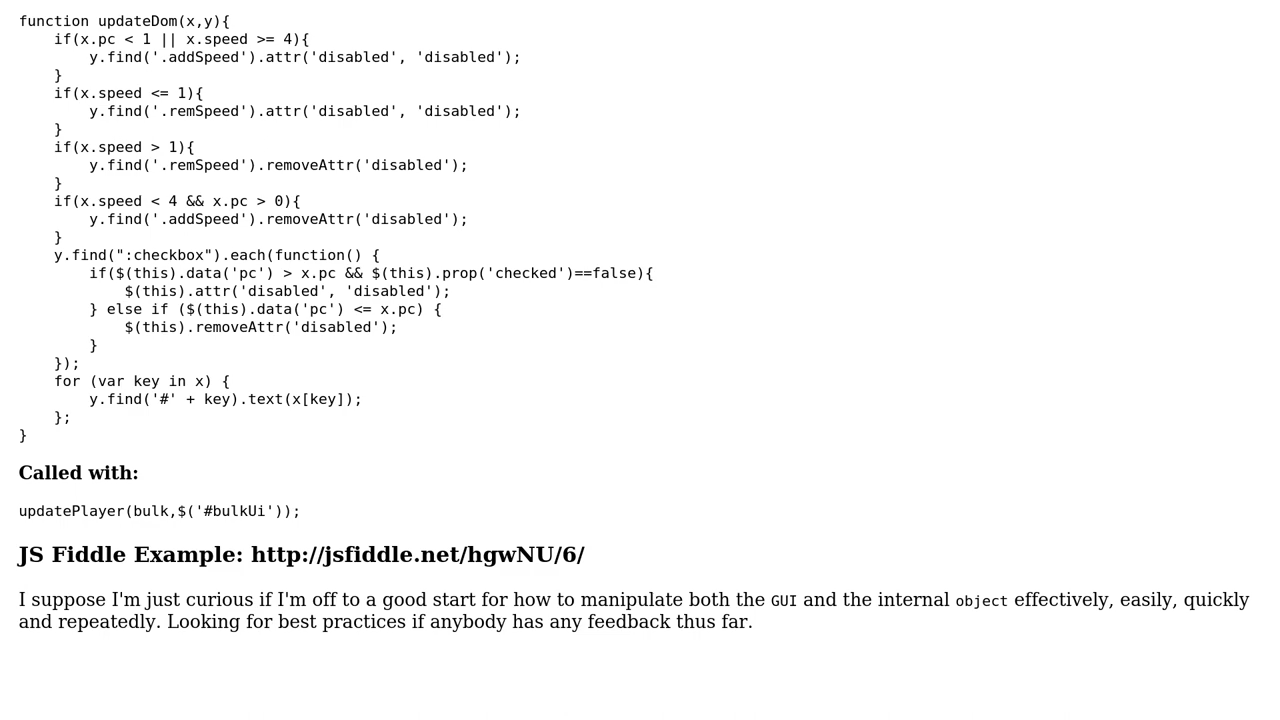 function updateDom(x,y){
    if(x.pc < 1 || x.speed >= 4){
        y.find('.addSpeed').attr('disabled', 'disabled');
    }
    if(x.speed <= 1){
        y.find('.remSpeed').attr('disabled', 'disabled');
    }
    if(x.speed > 1){
        y.find('.remSpeed').removeAttr('disabled');
    }
    if(x.speed < 4 && x.pc > 0){
        y.find('.addSpeed').removeAttr('disabled');
    }
    y.find(":checkbox").each(function() {
        if($(this).data('pc') > x.pc && $(this).prop('checked')==false){
            $(this).attr('disabled', 'disabled');
        } else if ($(this).data('pc') <= x.pc) {
            $(this).removeAttr('disabled');
        }
    });
    for (var key in x) {
        y.find('#' + key).text(x[key]);
    };
}
Called with:
updatePlayer(bulk,$('#bulkUi'));
JS Fiddle Example: http://jsfiddle.net/hgwNU/6/
I suppose I'm just curious if I'm off to a good start for how to manipulate both the GUI and the internal object effectively, easily, quickly
and repeatedly. Looking for best practices if anybody has any feedback thus far.